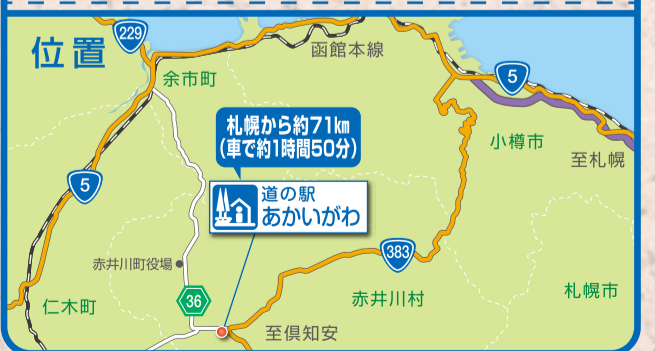 位置
229
函館本線
5
余市町
札幌から約71㎞
(車で約1時間50分)
小樽市
至札幌
5
道の駅
あかいがわ
383
赤井川町役場
36
赤井川村
札幌市
仁木町
至倶知安